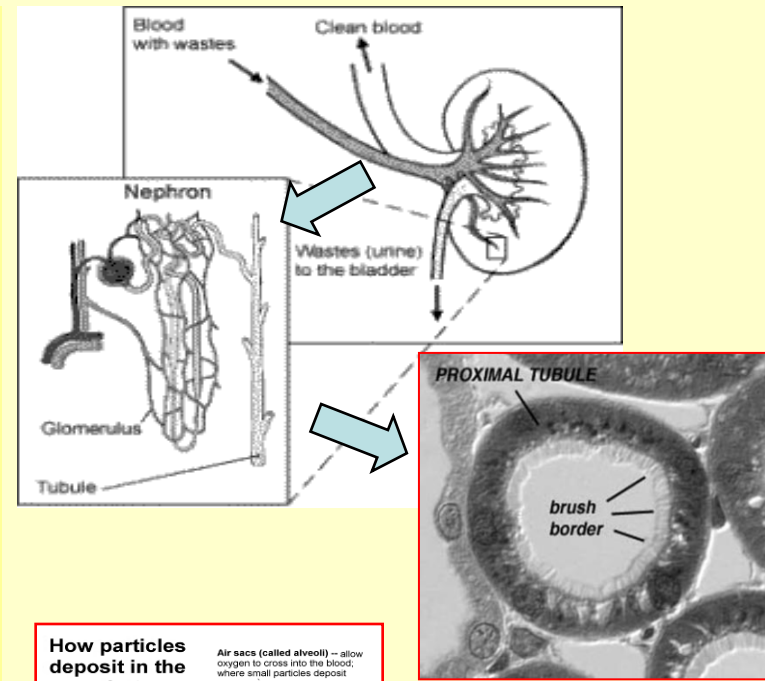 Blood
with wastes
Clean blood
Nephron
Wastes (urine)
to the bladder
Glomerulus
Tubule
PROXIMAL TUBULE
brush
border
How particles
deposit in the
Air sacs (called alveoli) -- allow
oxygen to cross into the blood;
where small particles deposit